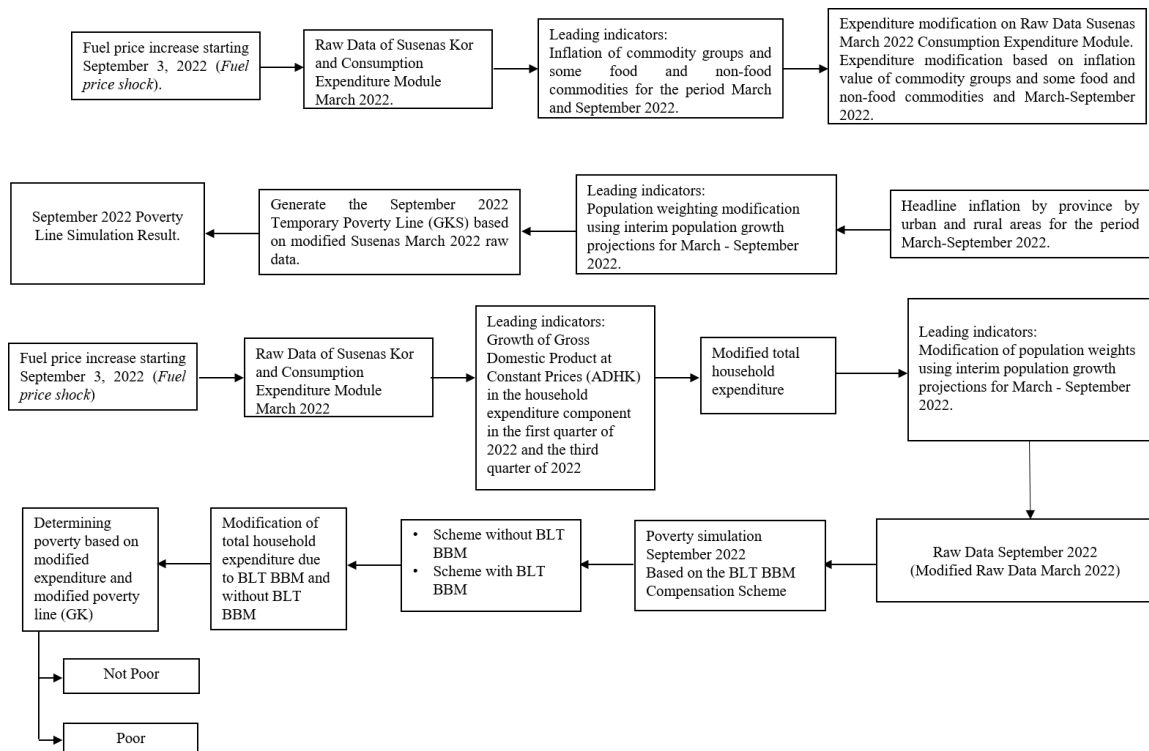 Fuel price increase starting
September 3, 2022 (Fuel
price shock).
Raw Data of Susenas Kor
and Consumption
Expenditure Module
March 2022.
Leading indicators:
Inflation of commodity groups and
some food and non-food
commodities for the period March
and September 2022.
Expenditure modification on Raw Data Susenas
March 2022 Consumption Expenditure Module.
Expenditure modification based on inflation
value of commodity groups and some food and
non-food commodities and March-September
2022.
September 2022 Poverty
Line Simulation Result.
Generate the September 2022
Temporary Poverty Line (GKS) based
on modified Susenas March 2022 raw
data.
Leading indicators:
Population weighting modification
using interim population growth
projections for March - September
2022.
Headline inflation by province by
urban and rural areas for the period
March-September 2022.
Fuel price increase starting
September 3, 2022 (Fuel
price shock)
Raw Data of Susenas Kor
and Consumption
Expenditure Module
March 2022
Leading indicators:
Growth of Gross
Domestic Product at
Constant Prices (ADHK)
in the household
expenditure component
in the first quarter of
2022 and the third
quarter of 2022
Modified total
household
expenditure
Leading indicators:
Modification of population weights
using interim population growth
projections for March - September
2022.
Determining
poverty based on
modified
expenditure and
modified poverty
line (GK)
Modification of
total household
expenditure due
to BLT BBM and
without BLT
BBM
• Scheme without BLT
BBM
• Scheme with BLT
BBM
Poverty simulation
September 2022
Based on the BLT BBM
Compensation Scheme
Raw Data September 2022
(Modified Raw Data March 2022)
Not Poor
Poor